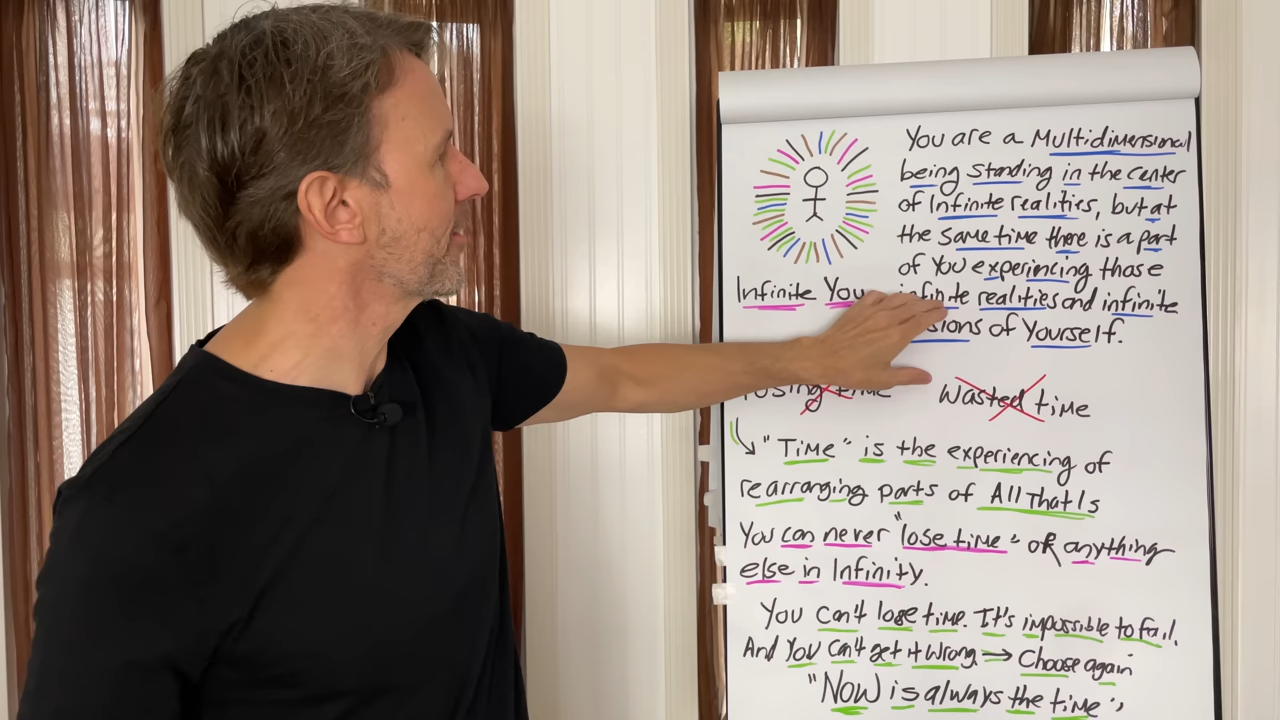 You are a Multidimensional
being standing in the center
of Infinite realities, but at
the same time there is a part
of You experiencing those
Infinite You infinite realities and infinite
of Yourself.
time
Wasted time
"Time" is the experiencing of
rearranging parts of All That Is
You can never "lose time" or anything
else in Infinity.
You can't lose time. It's impossible to fail.
And You can't get it wrong → Choose again
"Now is always the time",